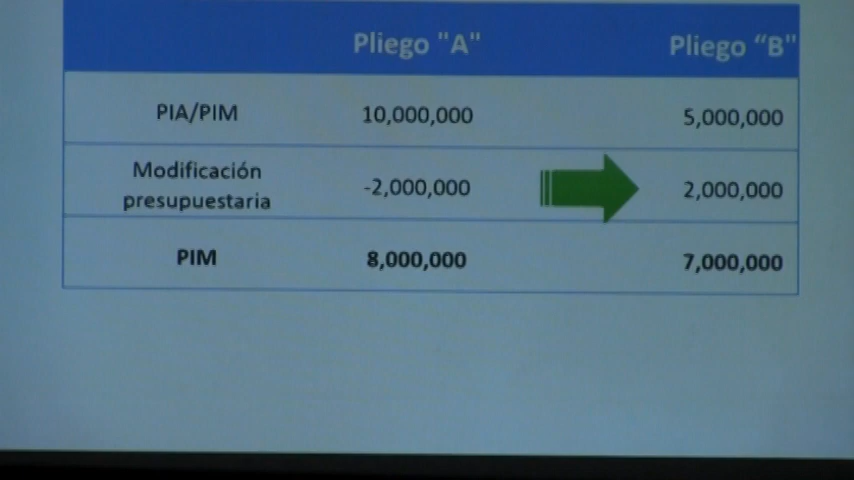 Pliego "A" Pliego “B"
PIA/PIM 10,000,000 5,000,000
Modificación
presupuestaria -2,000,000 2,000,000
PIM 8,000,000 7,000,000